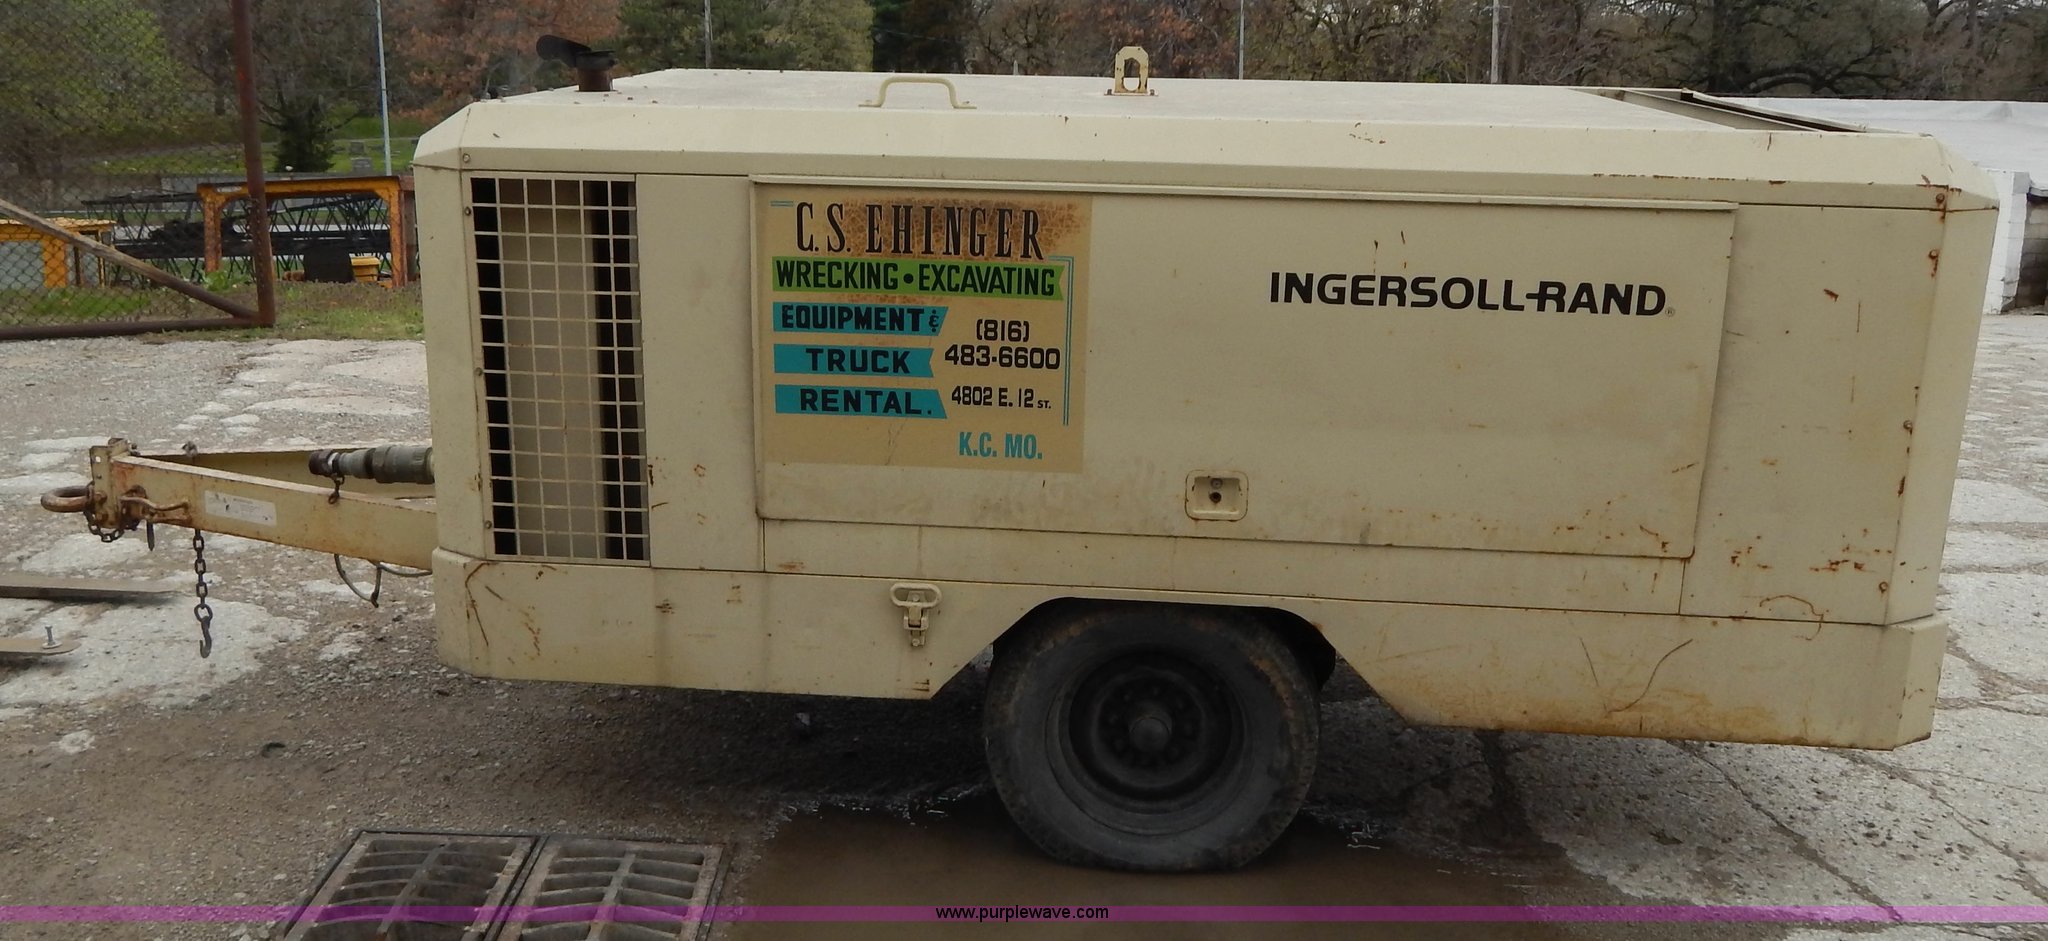 C.S. EHINGER
WRECKING • EXCAVATING
EQUIPMENT &
TRUCK
RENTAL.
(816)
483-6600
4802 E. 12 ST.
K.C. MO.
INGERSOLL-RAND®
www.purplewave.com